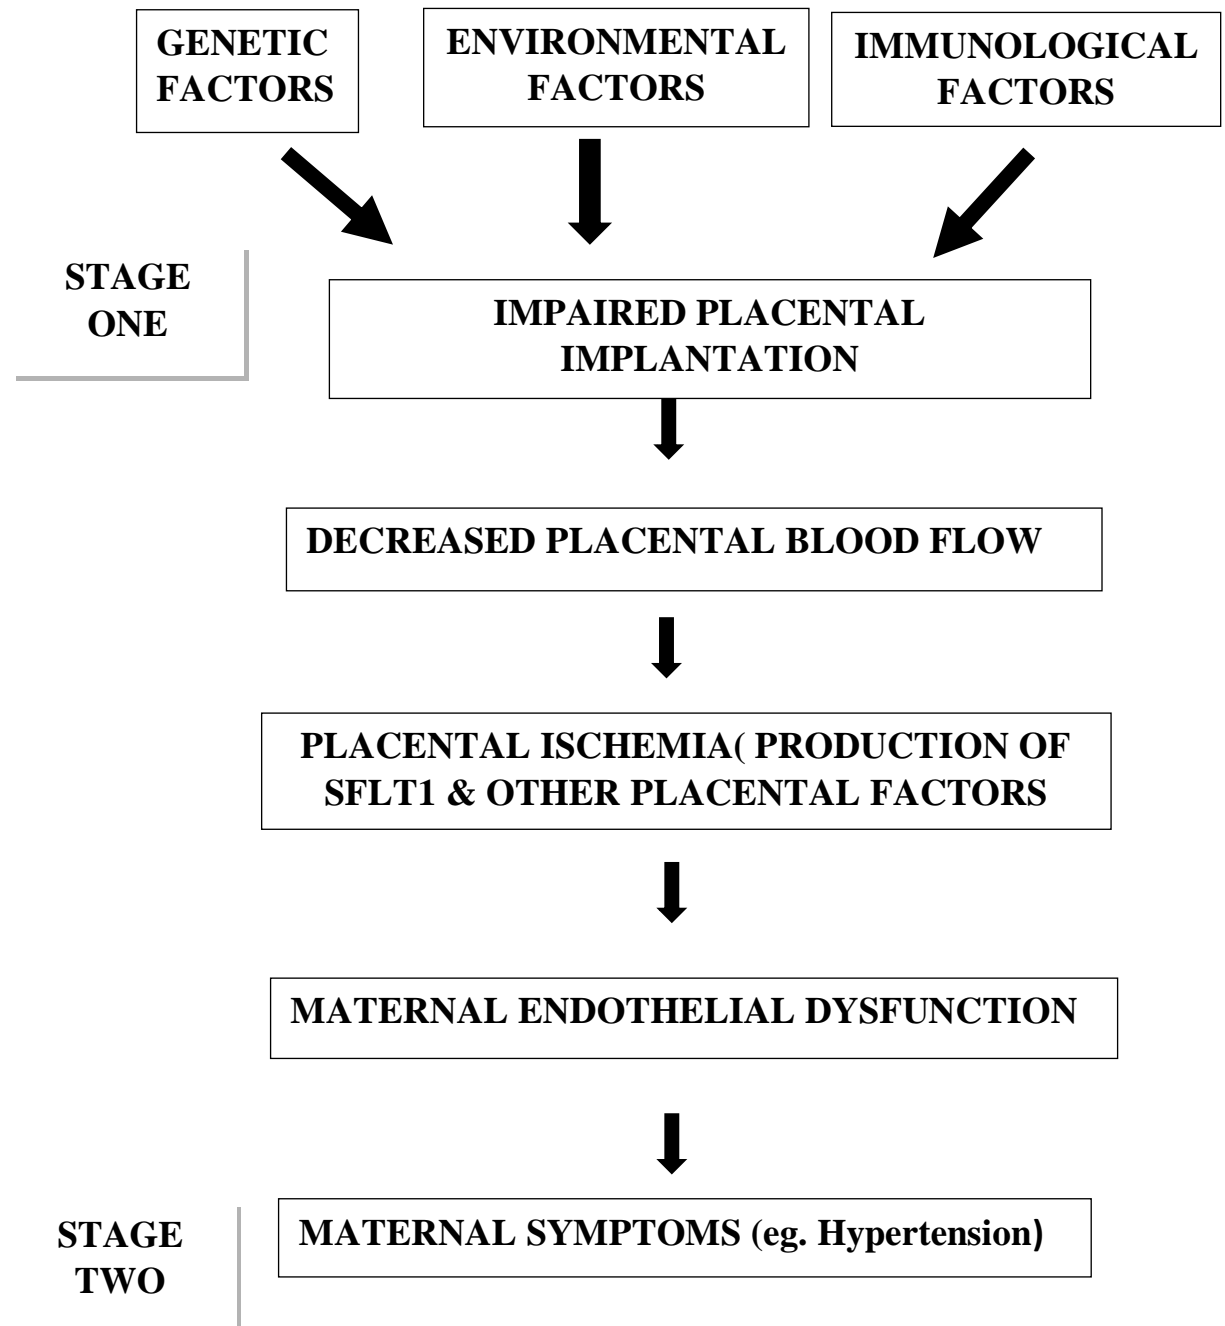 GENETIC
FACTORS
ENVIRONMENTAL
FACTORS
IMMUNOLOGICAL
FACTORS
STAGE
ONE
IMPAIRED PLACENTAL
IMPLANTATION
DECREASED PLACENTAL BLOOD FLOW
PLACENTAL ISCHEMIA( PRODUCTION OF
SFLT1 & OTHER PLACENTAL FACTORS
MATERNAL ENDOTHELIAL DYSFUNCTION
STAGE
TWO
MATERNAL SYMPTOMS (eg. Hypertension)